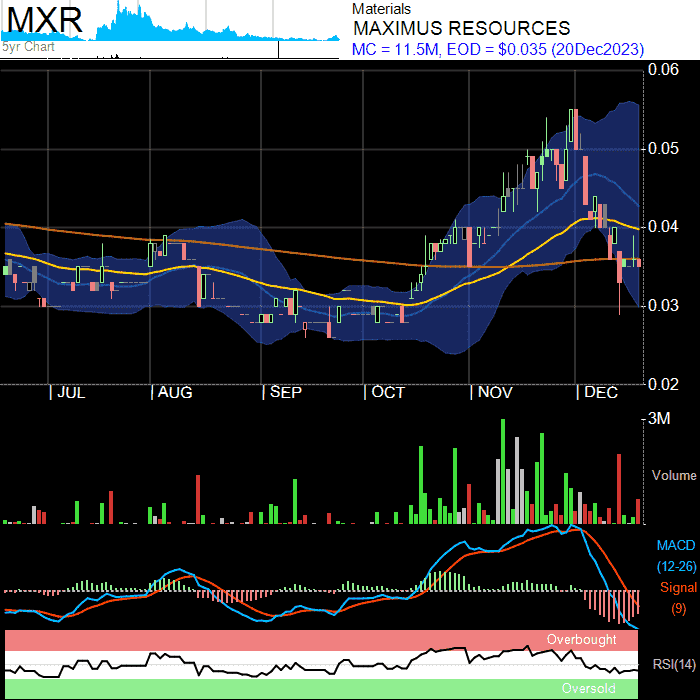 MXR
5yr Chart
Materials
MAXIMUS RESOURCES
MC = 11.5M, EOD = $0.035 (20Dec2023)
0.06
0.05
0.04
0.03
0.02
| JUL | AUG | SEP | OCT | NOV | DEC
3M
Volume
MACD
(12-26)
Signal
(9)
Overbought
RSI(14)
Oversold